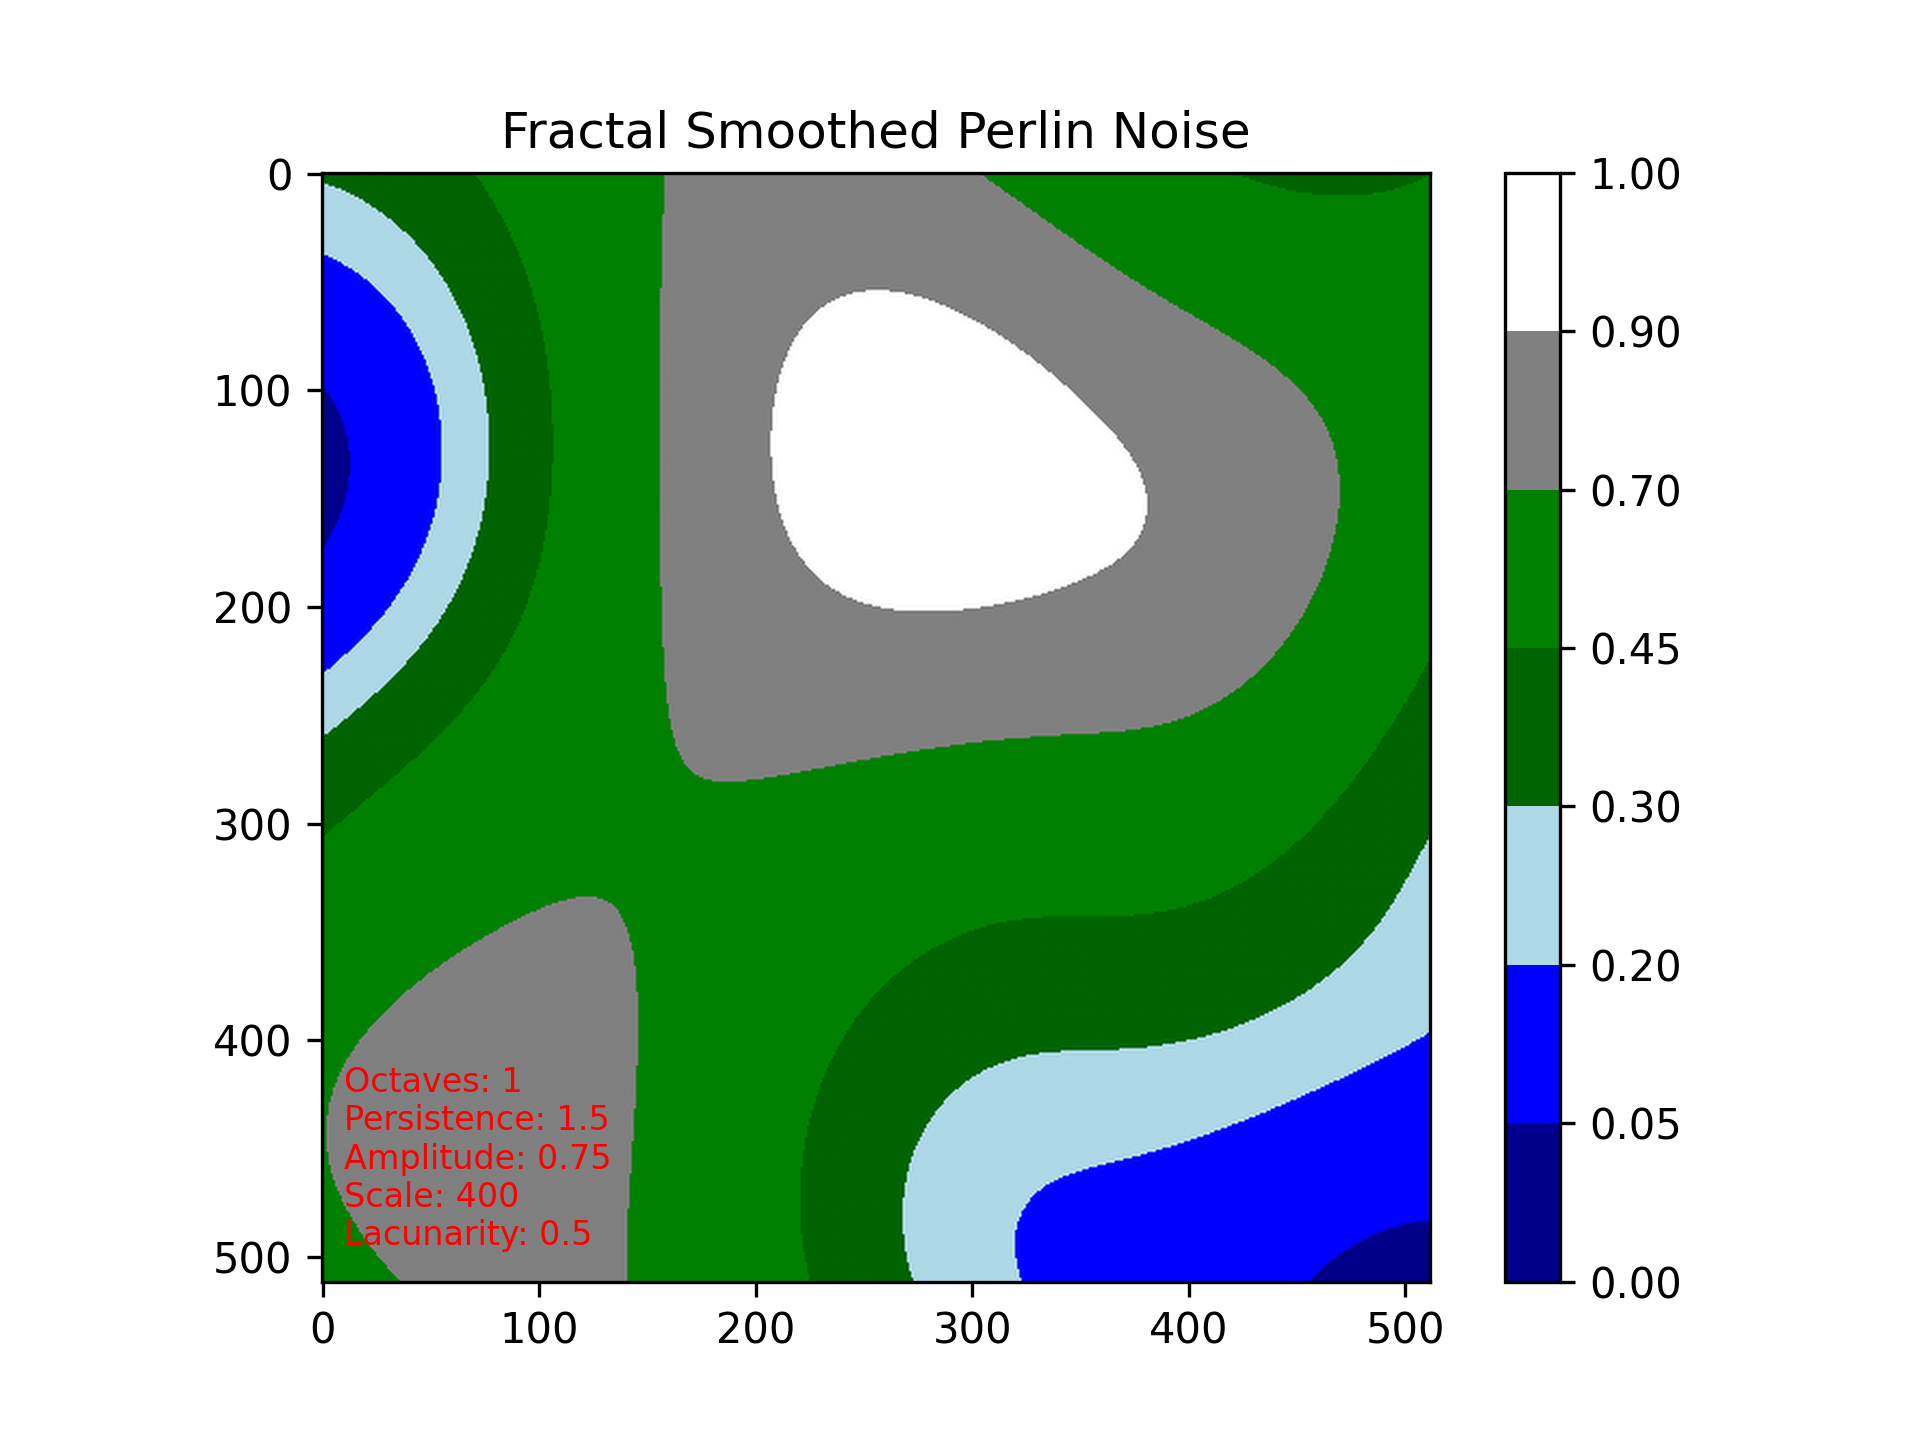 Fractal Smoothed Perlin Noise
0
100
200
300
400
500
0 100 200 300 400 500
Octaves: 1
Persistence: 1.5
Amplitude: 0.75
Scale: 400
Lacunarity: 0.5
1.00
0.90
0.70
0.45
0.30
0.20
0.05
0.00